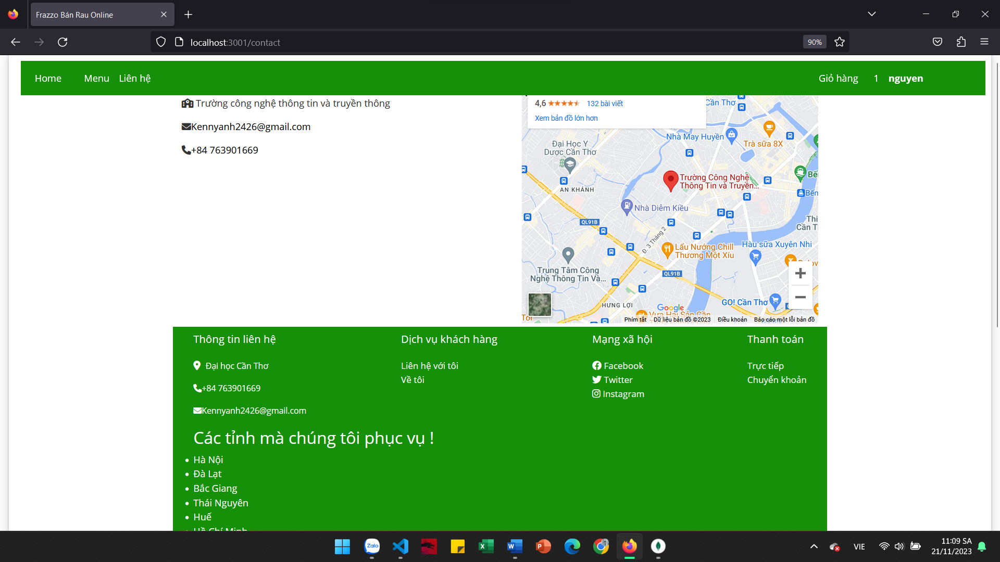 Frazzo Bán Rau Online
localhost:3001/contact
90%
Home Menu Liên hệ Giỏ hàng 1 nguyen
Trường công nghệ thông tin và truyền thông
Kennyanh2426@gmail.com
+84 763901669
4,6 132 bài viết
Xem bản đồ lớn hơn
Cần Thơ
Nhà May Huyền
Trà sữa 8X
Đại Học Y
Dược Cần Thơ
Trường Công Nghệ
Thông Tin và Truyền...
AN KHÁNH
Nhà Diễm Kiều
QL91B
Đ. 3 Tháng 2
Lẩu Nướng Chill
Thương Một Xíu
Hàu sữa Xuyên Nhi
Trung Tâm Công
Nghệ Thông Tin Và...
QL91B
HƯNG LỢI
GO! Cần Thơ
Google
Phím tắt Dữ liệu bản đồ ©2023 Điều khoản Báo cáo một lỗi bản đồ
Thông tin liên hệ
Đại học Cần Thơ
+84 763901669
Kennyanh2426@gmail.com
Dịch vụ khách hàng
Liên hệ với tôi
Về tôi
Mạng xã hội
Facebook
Twitter
Instagram
Thanh toán
Trực tiếp
Chuyển khoản
Các tỉnh mà chúng tôi phục vụ !
Hà Nội
Đà Lạt
Bắc Giang
Thái Nguyên
Huế
Hồ Chí Minh
Zalo
VIE
11:09 SA
21/11/2023